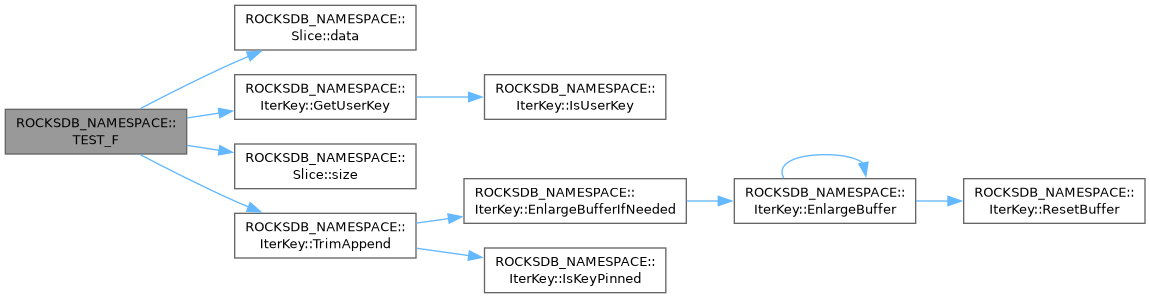 ROCKSDB_NAMESPACE::
TEST_F
ROCKSDB_NAMESPACE::
Slice::data
ROCKSDB_NAMESPACE::
IterKey::GetUserKey
ROCKSDB_NAMESPACE::
IterKey::IsUserKey
ROCKSDB_NAMESPACE::
Slice::size
ROCKSDB_NAMESPACE::
IterKey::TrimAppend
ROCKSDB_NAMESPACE::
IterKey::EnlargeBufferIfNeeded
ROCKSDB_NAMESPACE::
IterKey::EnlargeBuffer
ROCKSDB_NAMESPACE::
IterKey::ResetBuffer
ROCKSDB_NAMESPACE::
IterKey::IsKeyPinned